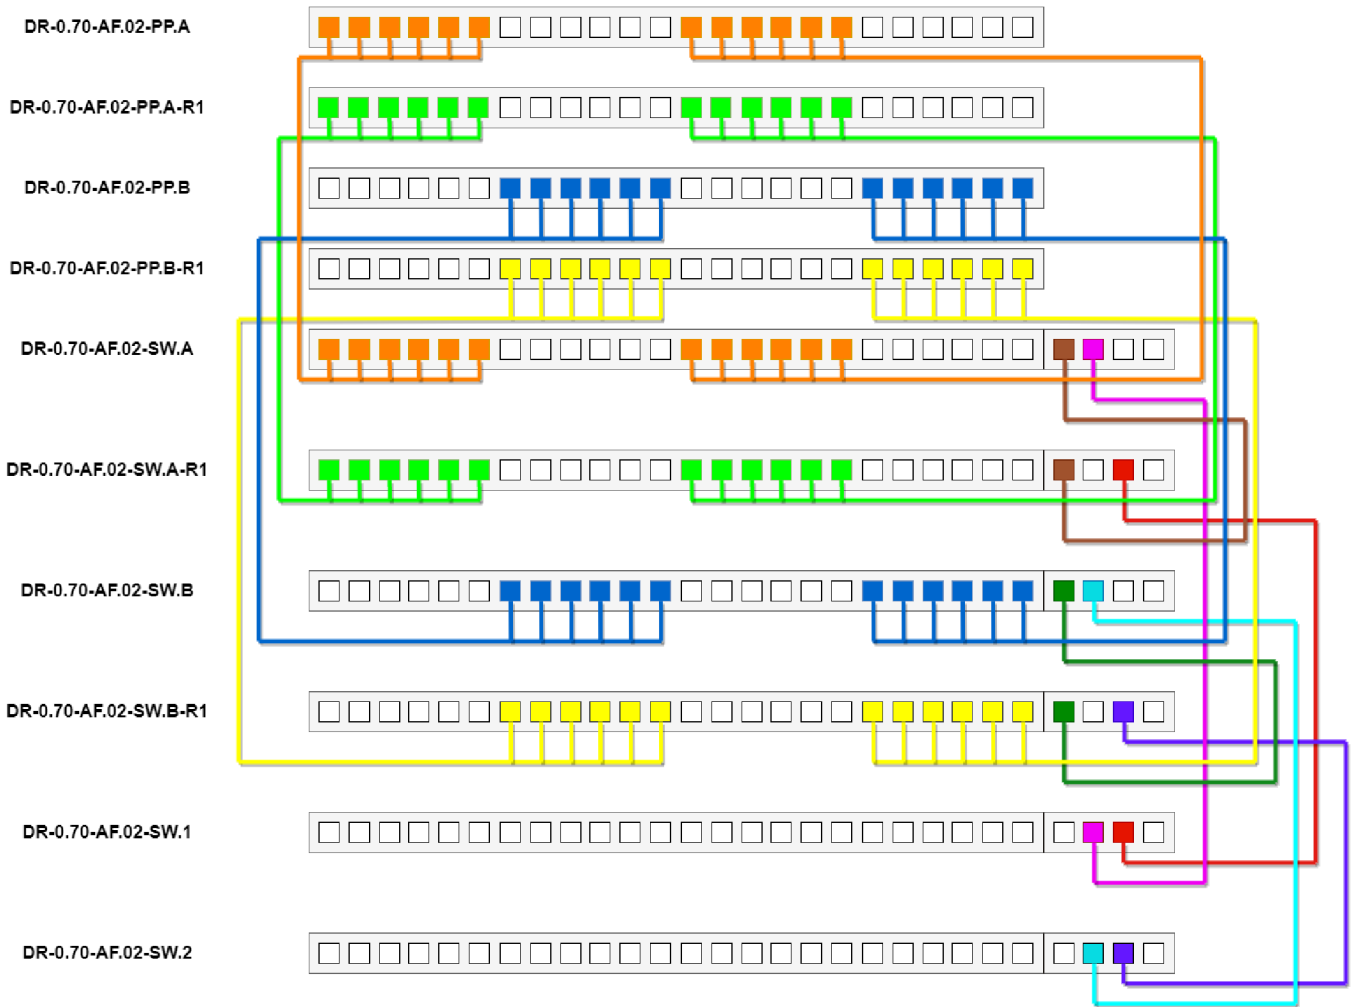 DR-0.70-AF.02-PP.A
DR-0.70-AF.02-PP.A-R1
DR-0.70-AF.02-PP.B
DR-0.70-AF.02-PP.B-R1
DR-0.70-AF.02-SW.A
DR-0.70-AF.02-SW.A-R1
DR-0.70-AF.02-SW.B
DR-0.70-AF.02-SW.B-R1
DR-0.70-AF.02-SW.1
DR-0.70-AF.02-SW.2